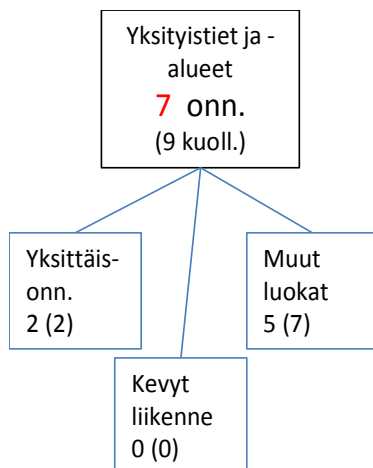 Yksityistiet ja -
alueet
7 onn.
(9 kuoll.)
Yksittäis-
onn.
2 (2)
Muut
luokat
5 (7)
Kevyt
liikenne
0 (0)